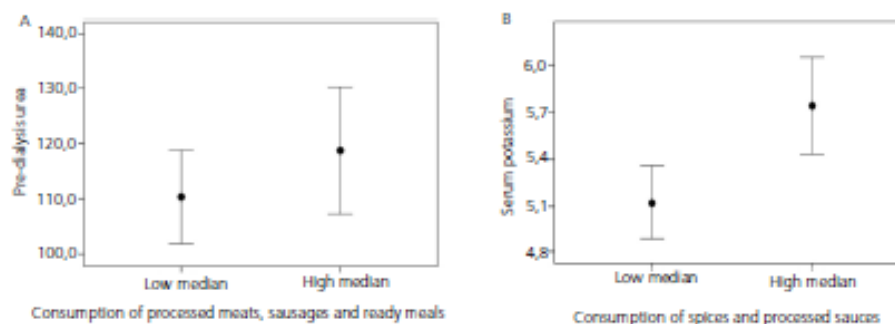 A
140,0
130,0
120,0
110,0
100,0
Pre-dialysis urea
Low median
High median
Consumption of processed meats, sausages and ready meals
B
6,0
5,7
5,4
5,1
4,8
Serum potassium
Low median
High median
Consumption of spices and processed sauces